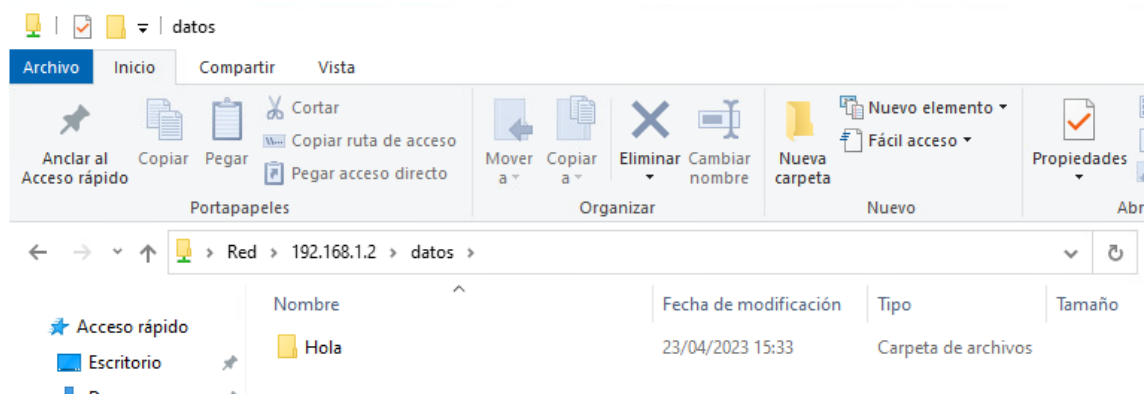 datos
Archivo Inicio Compartir Vista
Anclar al Acceso rápido
Copiar
Pegar
Cortar
Copiar ruta de acceso
Pegar acceso directo
Portapapeles
Mover a
Copiar a
Eliminar
Cambiar nombre
Organizar
Nueva carpeta
Nuevo elemento
Fácil acceso
Nuevo
Propiedades
Red > 192.168.1.2 > datos >
Nombre Fecha de modificación Tipo Tamaño
Acceso rápido
Escritorio
Hola 23/04/2023 15:33 Carpeta de archivos